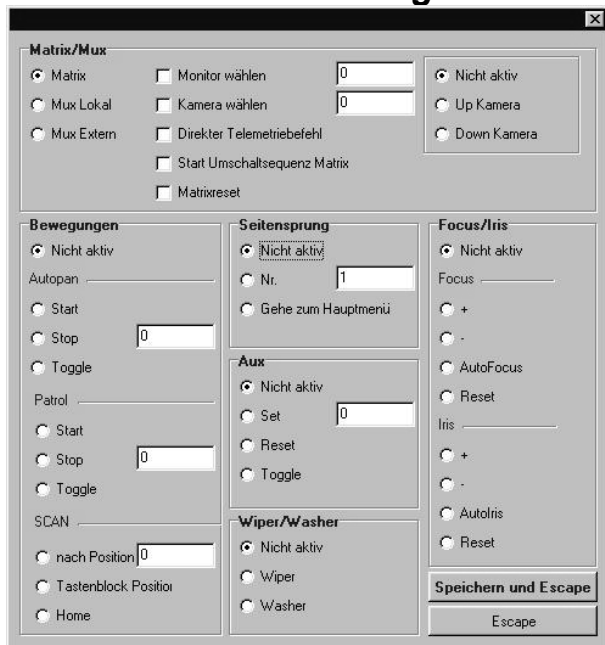 Matrix/Mux
Matrix
Mux Lokal
Mux Extern
Monitor wählen 0
Kamera wählen 0
Direkter Telemetriebefehl
Start Umschaltsequenz Matrix
Matrixreset
Nicht aktiv
Up Kamera
Down Kamera
Bewegungen
Nicht aktiv
Autopan
Start
Stop 0
Toggle
Patrol
Start
Stop 0
Toggle
SCAN
nach Position 0
Tastenblock Position
Home
Seitensprung
Nicht aktiv
Nr. 1
Gehe zum Hauptmenü
Aux
Nicht aktiv
Set 0
Reset
Toggle
Wiper/Washer
Nicht aktiv
Wiper
Washer
Focus/Iris
Nicht aktiv
Focus
+
-
AutoFocus
Reset
Iris
+
-
AutoIris
Reset
Speichern und Escape
Escape